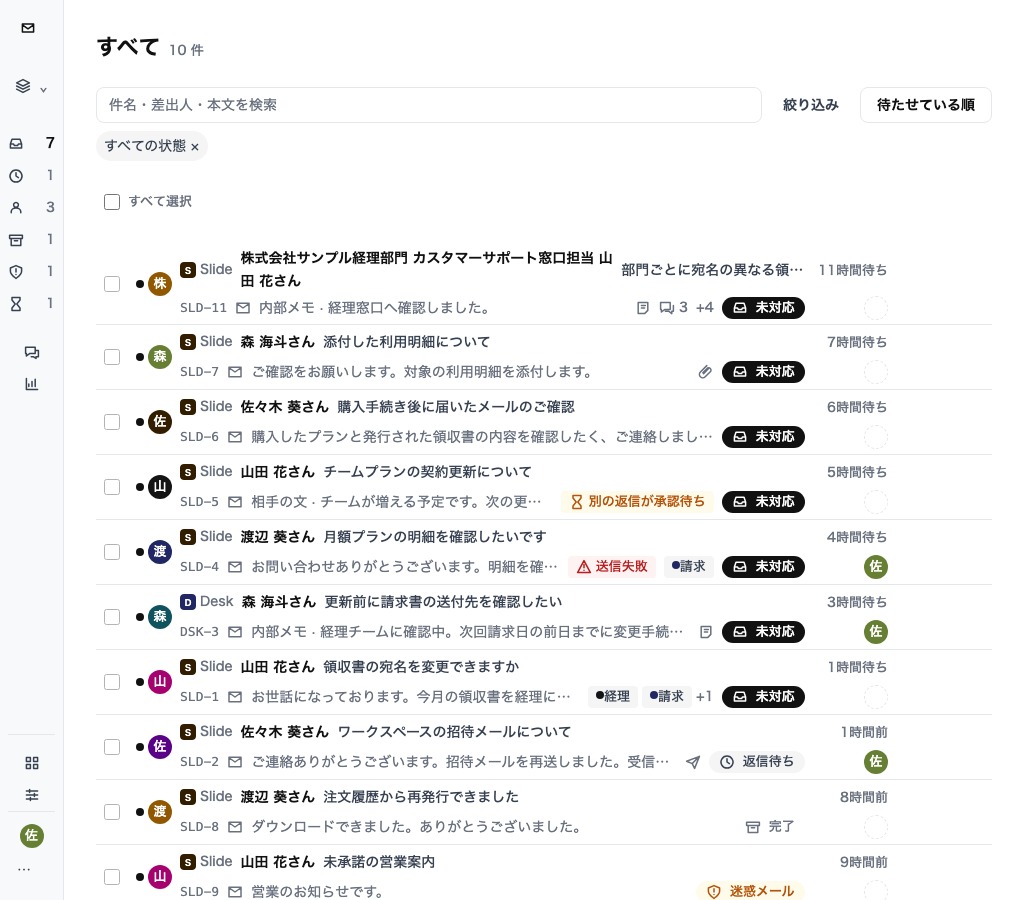 すべて 10 件
件名・差出人・本文を検索 絞り込み 待たせている順
すべての状態 ×
7
1
3
1
1
1
すべて選択
株 S Slide 株式会社サンプル経理部門 カスタマーサポート窓口担当 山
田 花さん 部門ごとに宛名の異なる領… 11時間待ち
SLD-11 内部メモ · 経理窓口へ確認しました。 3 +4 未対応
森 S Slide 森 海斗さん 添付した利用明細について 7時間待ち
SLD-7 ご確認をお願いします。対象の利用明細を添付します。 未対応
佐 S Slide 佐々木 葵さん 購入手続き後に届いたメールのご確認 6時間待ち
SLD-6 購入したプランと発行された領収書の内容を確認したく、ご連絡しまし… 未対応
山 S Slide 山田 花さん チームプランの契約更新について 5時間待ち
SLD-5 相手の文 · チームが増える予定です。次の更… 別の返信が承認待ち 未対応
渡 S Slide 渡辺 葵さん 月額プランの明細を確認したいです 4時間待ち
SLD-4 お問い合わせありがとうございます。明細を確… 送信失敗 請求 未対応 佐
森 D Desk 森 海斗さん 更新前に請求書の送付先を確認したい 3時間待ち
DSK-3 内部メモ · 経理チームに確認中。次回請求日の前日までに変更手続… 未対応 佐
山 S Slide 山田 花さん 領収書の宛名を変更できますか 1時間待ち
SLD-1 お世話になっております。今月の領収書を経理に… 経理 請求 +1 未対応
佐 S Slide 佐々木 葵さん ワークスペースの招待メールについて 1時間前
SLD-2 ご連絡ありがとうございます。招待メールを再送しました。受信… 返信待ち 佐
渡 S Slide 渡辺 葵さん 注文履歴から再発行できました 8時間前
SLD-8 ダウンロードできました。ありがとうございました。 完了
山 S Slide 山田 花さん 未承諾の営業案内 9時間前
SLD-9 営業のお知らせです。 迷惑メール
佐
…